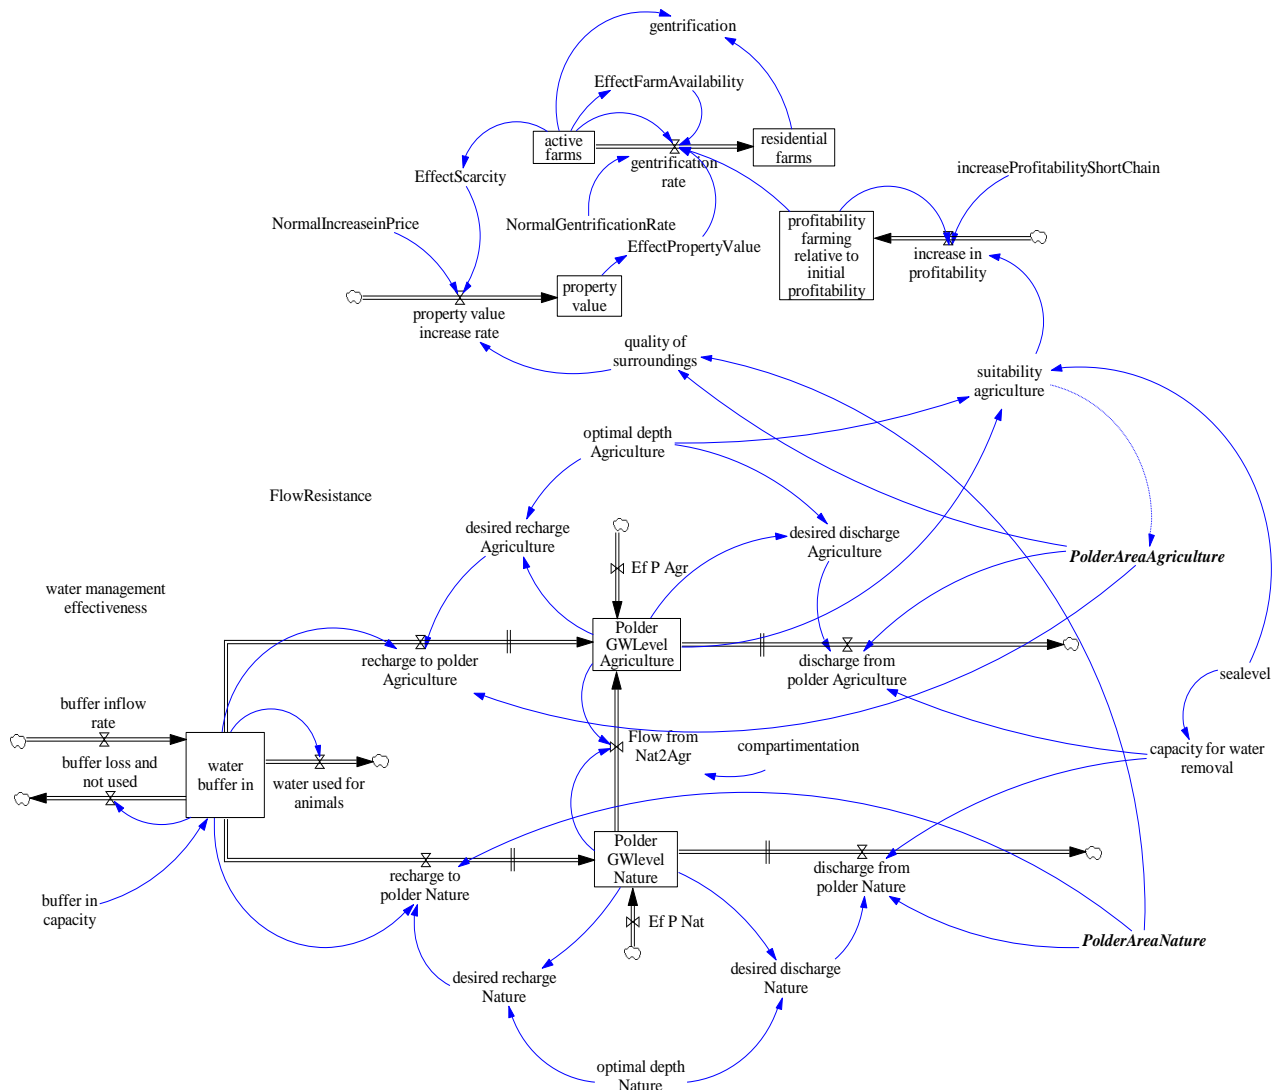 gentrification
EffectFarmAvailability
active
farms
residential
farms
gentrification
rate
EffectScarcity
increaseProfitabilityShortChain
NormalIncreaseinPrice
NormalGentrificationRate
EffectPropertyValue
profitability
farming
relative to
initial
profitability
increase in
profitability
property
value
property value
increase rate
quality of
surroundings
suitability
agriculture
optimal depth
Agriculture
FlowResistance
desired recharge
Agriculture
desired discharge
Agriculture
Ef P Agr
PolderAreaAgriculture
water management
effectiveness
Polder
GWLevel
Agriculture
recharge to polder
Agriculture
discharge from
polder Agriculture
sealevel
buffer inflow
rate
buffer loss and
not used
water
buffer in
water used for
animals
Flow from
Nat2Agr
compartimentation
capacity for water
removal
Polder
GWlevel
Nature
recharge to
polder Nature
discharge from
polder Nature
buffer in
capacity
Ef P Nat
PolderAreaNature
desired recharge
Nature
desired discharge
Nature
optimal depth
Nature